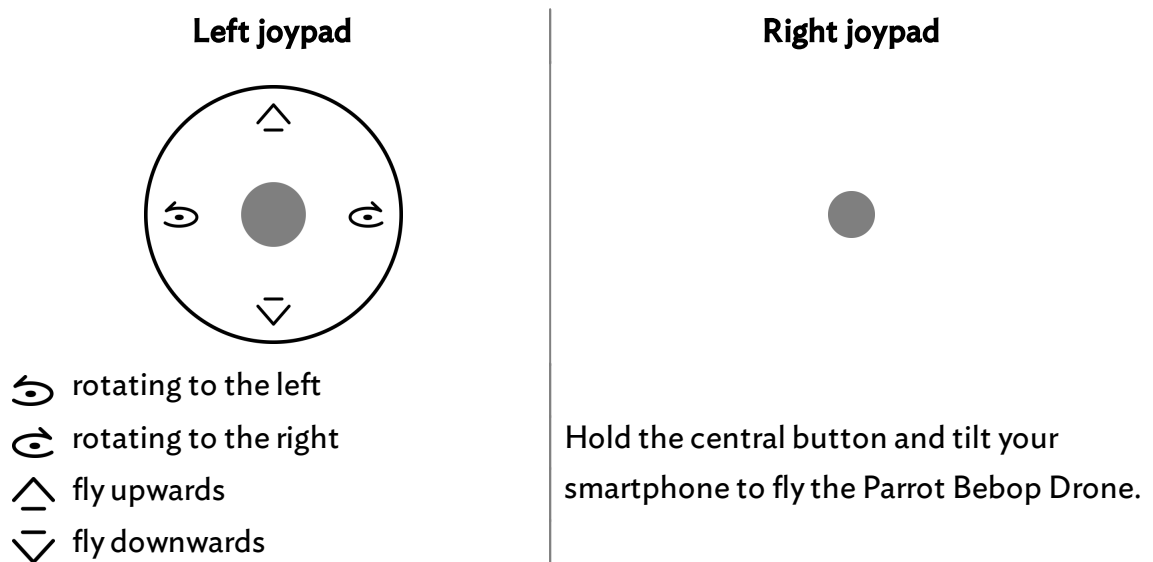 Left joypad
rotating to the left
rotating to the right
fly upwards
fly downwards
Right joypad
Hold the central button and tilt your
smartphone to fly the Parrot Bebop Drone.